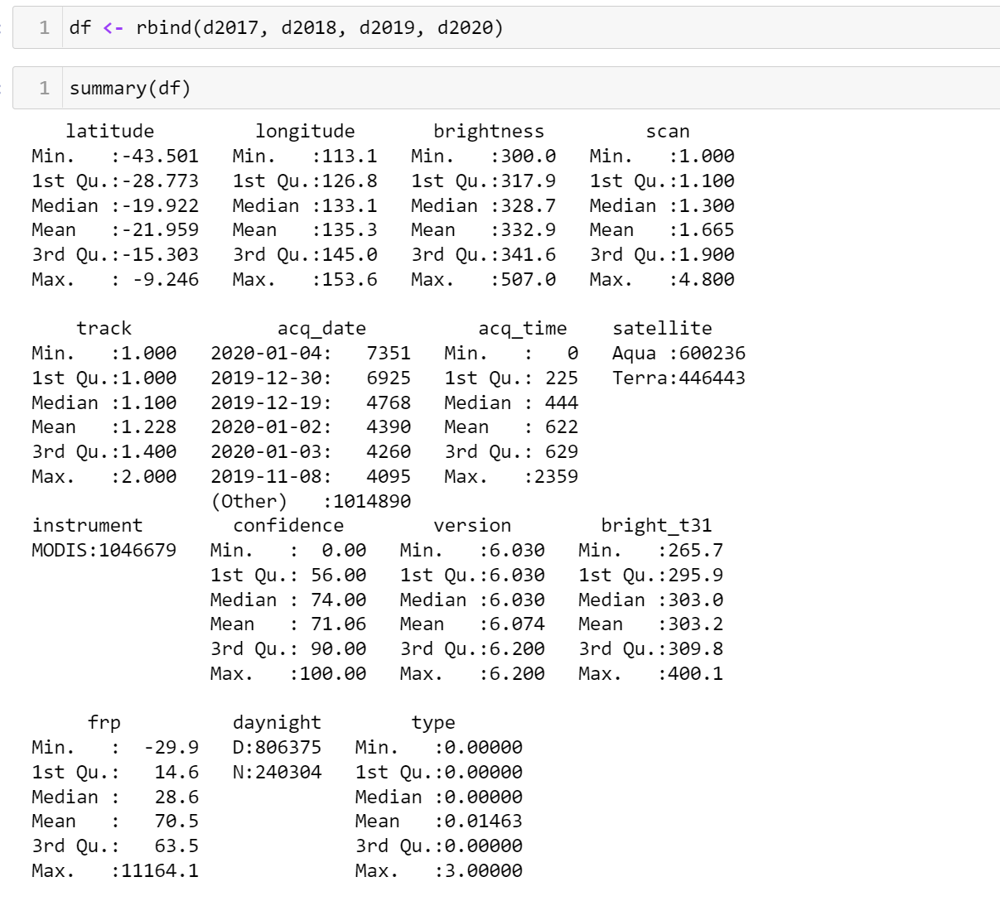 1 df <- rbind(d2017, d2018, d2019, d2020)
1 summary(df)
latitude longitude brightness scan
Min. :-43.501 Min. :113.1 Min. :300.0 Min. :1.000
1st Qu.:-28.773 1st Qu.:126.8 1st Qu.:317.9 1st Qu.:1.100
Median :-19.922 Median :133.1 Median :328.7 Median :1.300
Mean :-21.959 Mean :135.3 Mean :332.9 Mean :1.665
3rd Qu.:-15.303 3rd Qu.:145.0 3rd Qu.:341.6 3rd Qu.:1.900
Max. : -9.246 Max. :153.6 Max. :507.0 Max. :4.800
track acq_date acq_time satellite
Min. :1.000 2020-01-04: 7351 Min. : 0 Aqua :600236
1st Qu.:1.000 2019-12-30: 6925 1st Qu.: 225 Terra:446443
Median :1.100 2019-12-19: 4768 Median : 444
Mean :1.228 2020-01-02: 4390 Mean : 622
3rd Qu.:1.400 2020-01-03: 4260 3rd Qu.: 629
Max. :2.000 2019-11-08: 4095 Max. :2359
(Other) :1014890
instrument confidence version bright_t31
MODIS:1046679 Min. : 0.00 Min. :6.030 Min. :265.7
1st Qu.: 56.00 1st Qu.:6.030 1st Qu.:295.9
Median : 74.00 Median :6.030 Median :303.0
Mean : 71.06 Mean :6.074 Mean :303.2
3rd Qu.: 90.00 3rd Qu.:6.200 3rd Qu.:309.8
Max. :100.00 Max. :6.200 Max. :400.1
frp daynight type
Min. : -29.9 D:806375 Min. :0.00000
1st Qu.: 14.6 N:240304 1st Qu.:0.00000
Median : 28.6 Median :0.00000
Mean : 70.5 Mean :0.01463
3rd Qu.: 63.5 3rd Qu.:0.00000
Max. :11164.1 Max. :3.00000